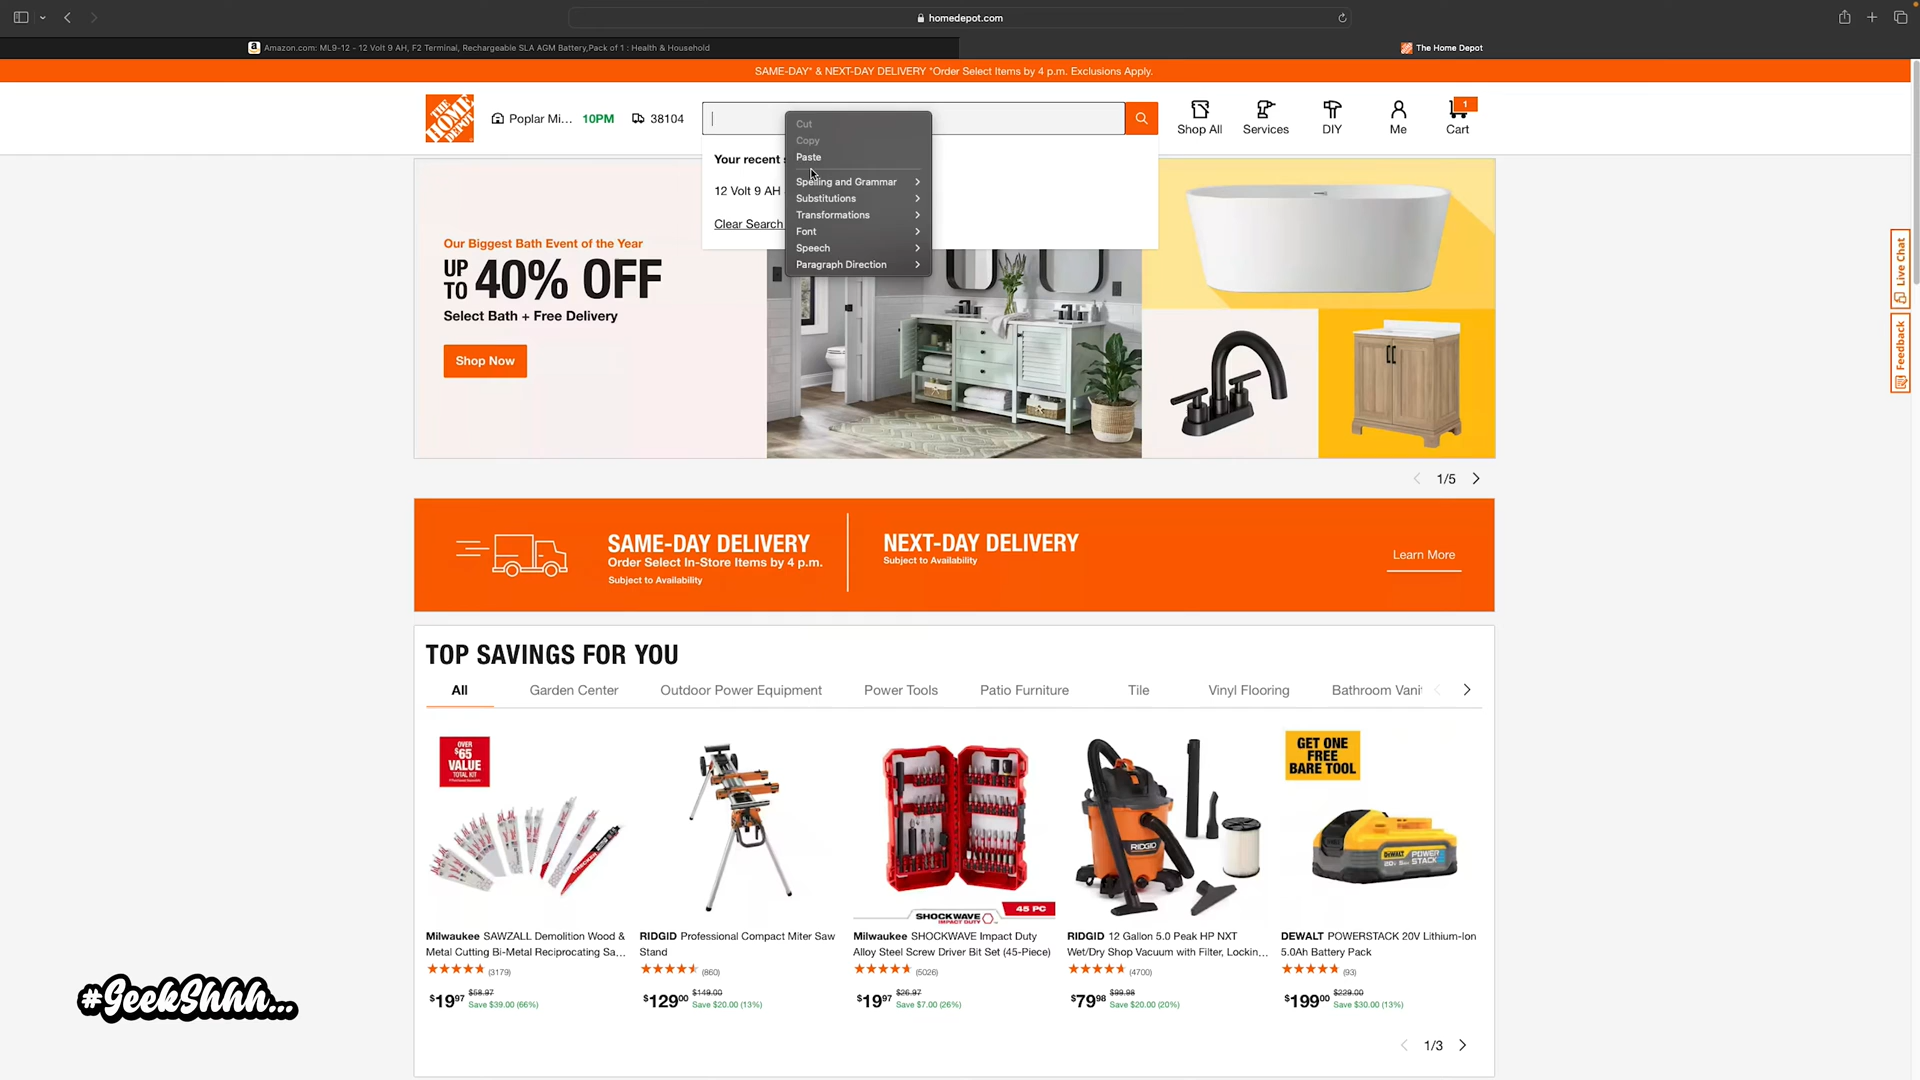 homedepot.com
Amazon.com: ML9-12 - 12 Volt 9 AH, F2 Terminal, Rechargeable SLA AGM Battery,Pack of 1 : Health & Household
The Home Depot
SAME-DAY* & NEXT-DAY DELIVERY *Order Select Items by 4 p.m. Exclusions Apply.
THE HOME DEPOT
Poplar Mi... 10PM 38104
Shop All
Services
DIY
Me
1
Cart
Your recent s
12 Volt 9 AH
Clear Search
Cut
Copy
Paste
Spelling and Grammar
Substitutions
Transformations
Font
Speech
Paragraph Direction
Our Biggest Bath Event of the Year
UP TO 40% OFF
Select Bath + Free Delivery
Shop Now
Live Chat
Feedback
1/5
SAME-DAY DELIVERY
Order Select In-Store Items by 4 p.m.
Subject to Availability
NEXT-DAY DELIVERY
Subject to Availability
Learn More
TOP SAVINGS FOR YOU
All Garden Center Outdoor Power Equipment Power Tools Patio Furniture Tile Vinyl Flooring Bathroom Vani
OVER $65 VALUE TOTAL KIT
Milwaukee SAWZALL Demolition Wood &
Metal Cutting Bi-Metal Reciprocating Sa...
(3179)
$19 97 $58.97
Save $39.00 (66%)
RIDGID Professional Compact Miter Saw
Stand
(860)
$129 00 $149.00
Save $20.00 (13%)
SHOCKWAVE IMPACT DUTY
45 PC
Milwaukee SHOCKWAVE Impact Duty
Alloy Steel Screw Driver Bit Set (45-Piece)
(5026)
$19 97 $26.97
Save $7.00 (26%)
RIDGID
RIDGID 12 Gallon 5.0 Peak HP NXT
Wet/Dry Shop Vacuum with Filter, Lockin...
(4700)
$79 98 $99.98
Save $20.00 (20%)
GET ONE
FREE
BARE TOOL
DEWALT POWERSTACK 20V Lithium-Ion
5.0Ah Battery Pack
(93)
$199 00 $229.00
Save $30.00 (13%)
1/3
#GeekShhh...